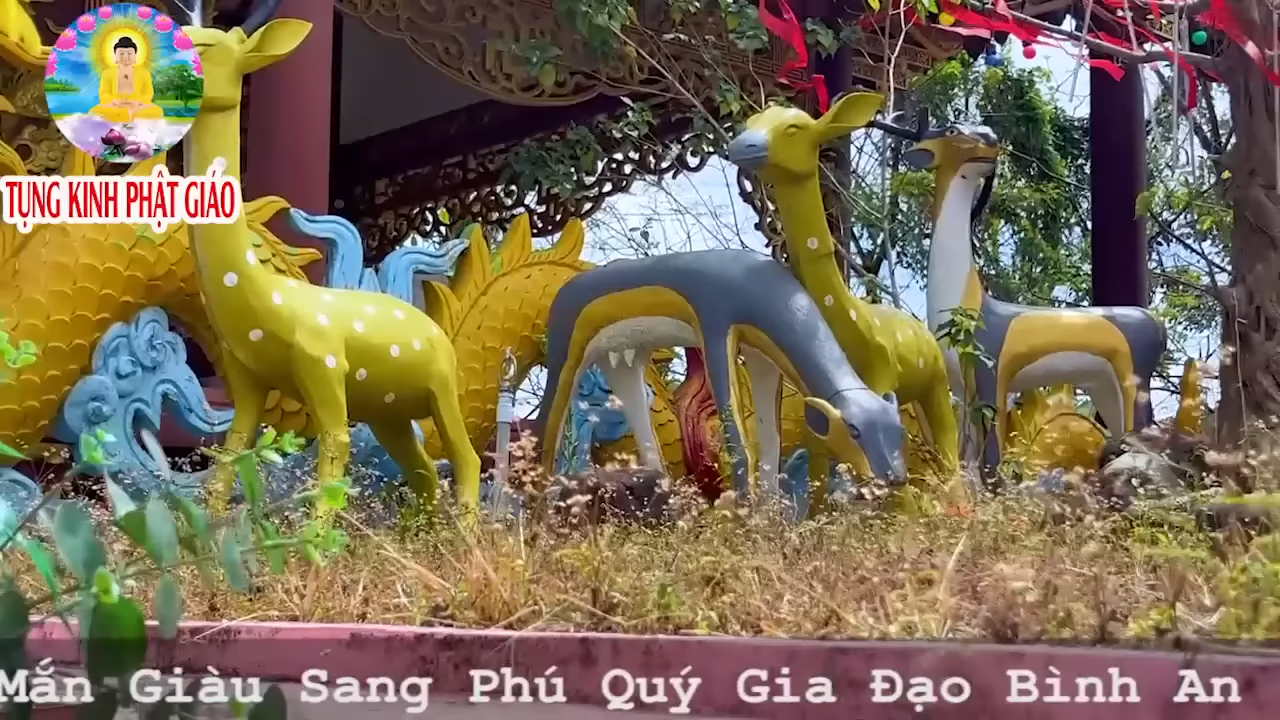 TỤNG KINH PHẬT GIÁO
Mắn Giàu Sang Phú Quý Gia Đạo Bình An